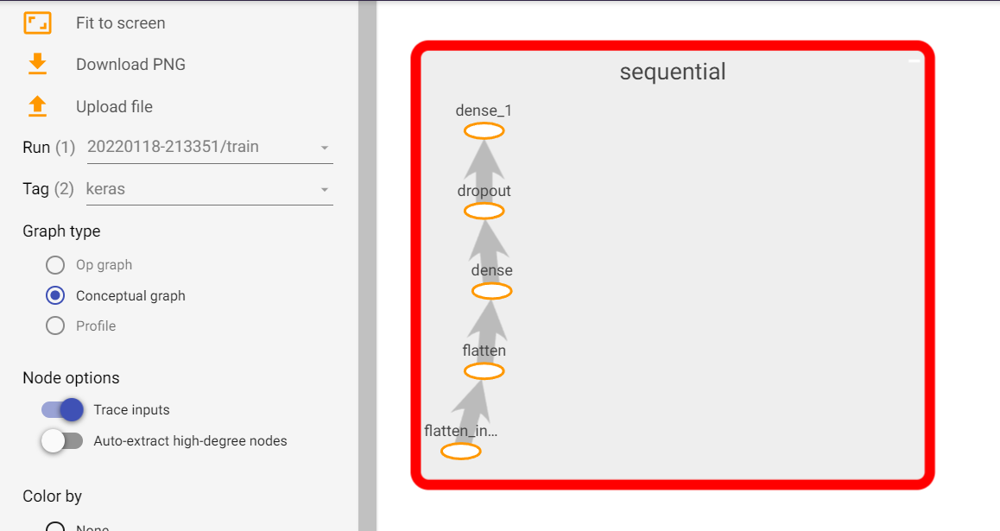 Fit to screen
Download PNG
Upload file
Run (1) 20220118-213351/train
Tag (2) keras
Graph type
Op graph
Conceptual graph
Profile
Node options
Trace inputs
Auto-extract high-degree nodes
Color by
None
sequential
dense_1
dropout
dense
flatten
flatten_in...